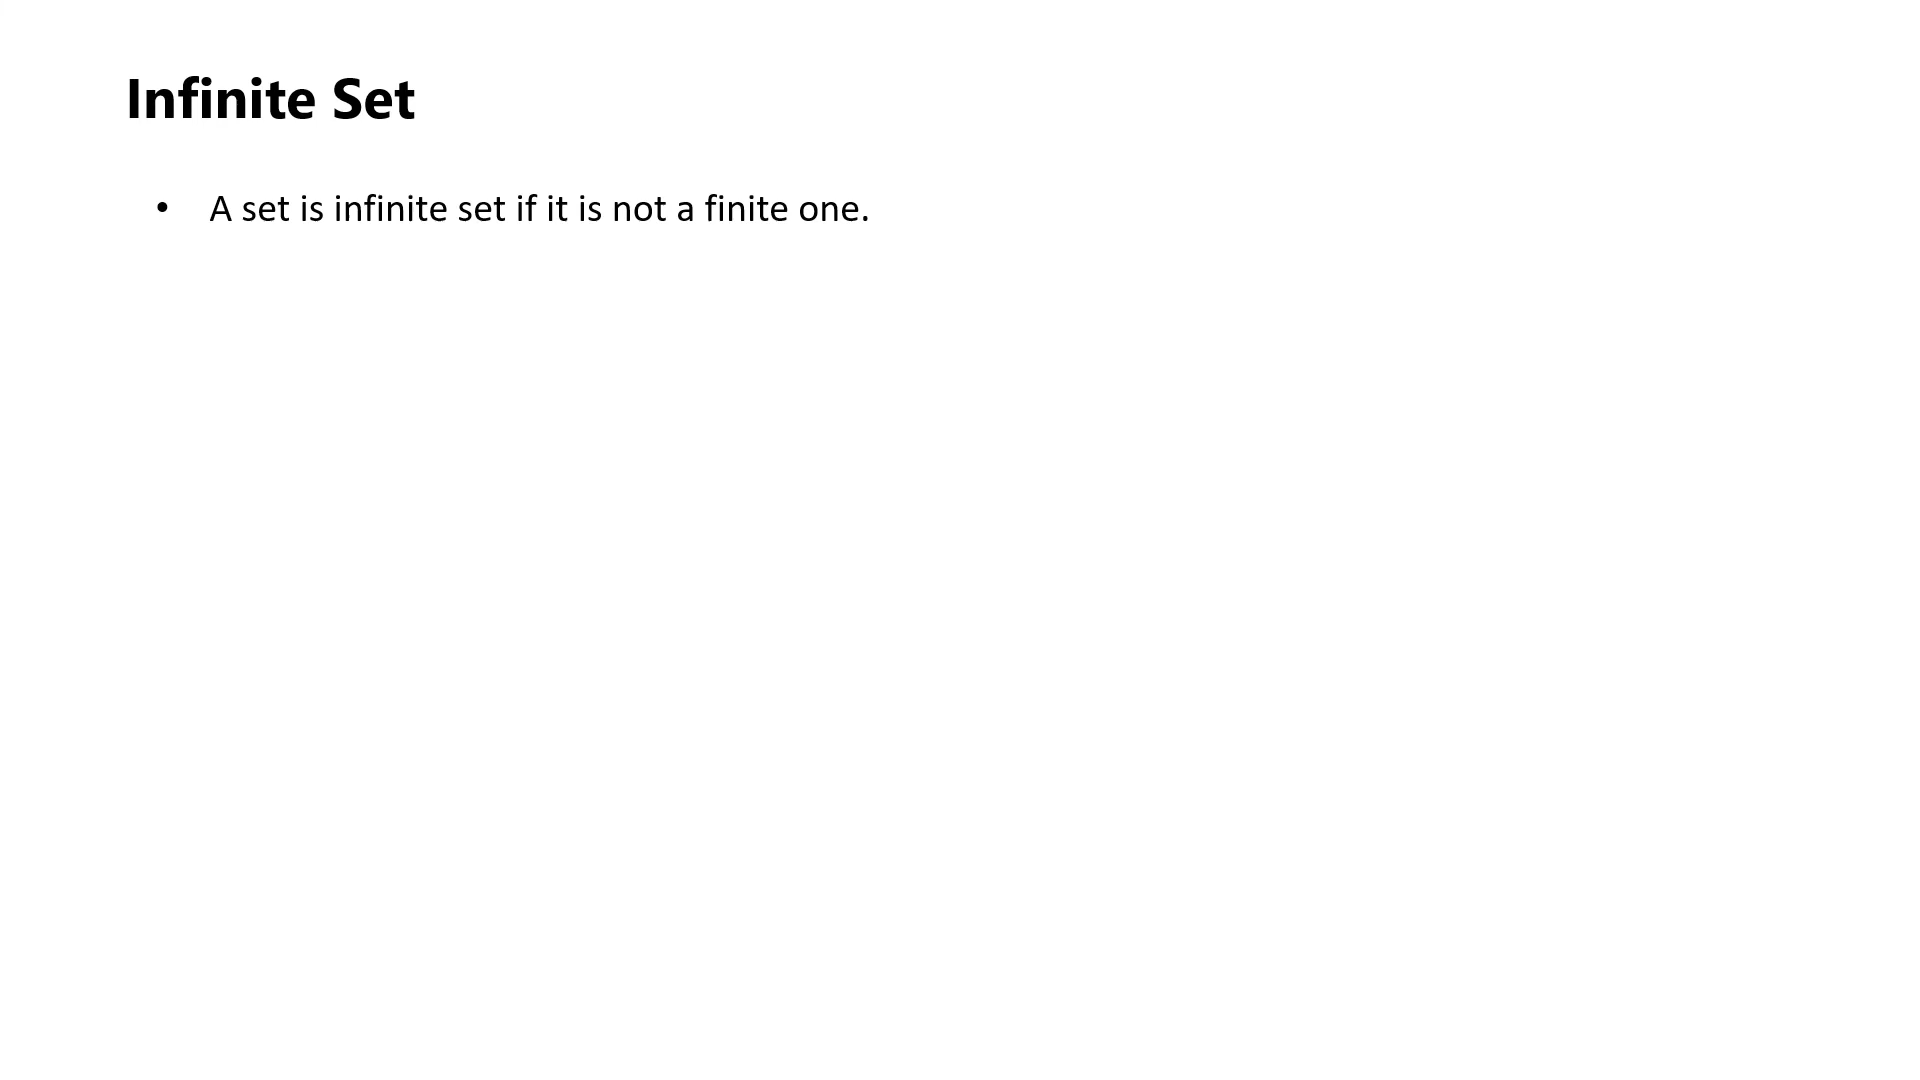 Infinite Set
• A set is infinite set if it is not a finite one.